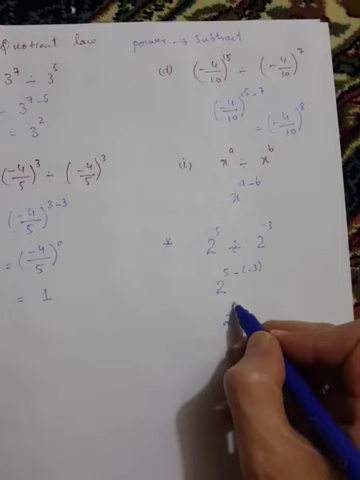 Quotient law power → Subtract
3^7 ÷ 3^5
= 3^{7-5}
= 3^2
(-4/5)^3 ÷ (-4/5)^3
(-4/5)^{3-3}
= (-4/5)^0
= 1
(d) (-4/10)^{15} ÷ (-4/10)^7
(-4/10)^{15-7}
= (-4/10)^8
(i) x^a ÷ x^b
x^{a-b}
* 2^5 ÷ 2^{-3}
2^{5-(-3)}